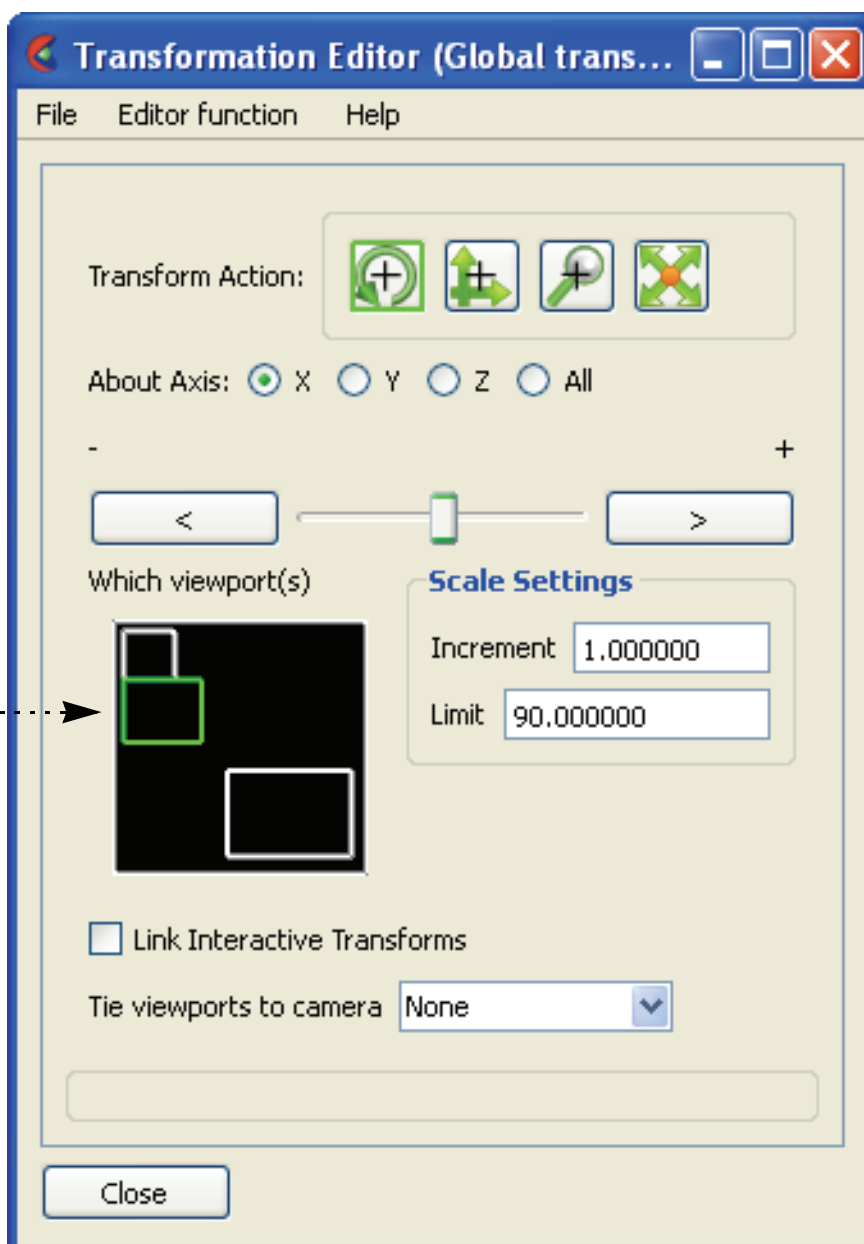 Transformation Editor (Global trans...
File Editor function Help
Transform Action:
About Axis: X Y Z All
- +
< >
Which viewport(s)
Scale Settings
Increment 1.000000
Limit 90.000000
Link Interactive Transforms
Tie viewports to camera None
Close